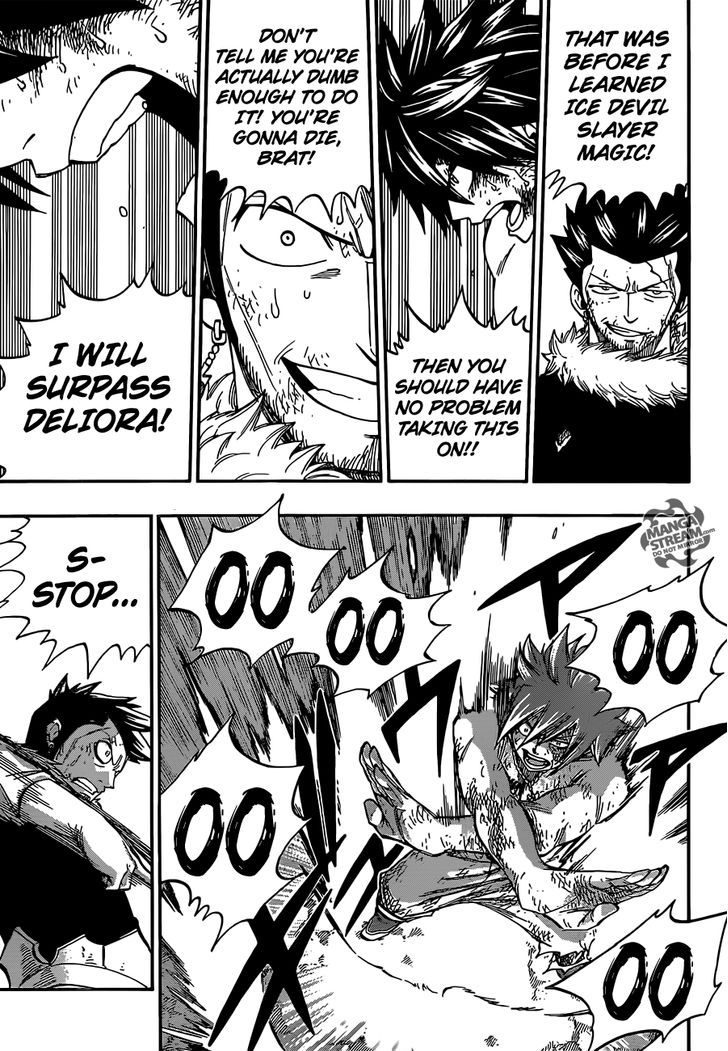 THAT WAS
BEFORE I
LEARNED
ICE DEVIL
SLAYER
MAGIC!
THEN YOU
SHOULD HAVE
NO PROBLEM
TAKING THIS
ON!!
DON'T
TELL ME YOU'RE
ACTUALLY DUMB
ENOUGH TO DO
IT! YOU'RE
GONNA DIE,
BRAT!
I WILL
SURPASS
DELIORA!
MANGA
STREAM.com
DO NOT MIRROR
OO
OO
OO
OO
OO
A
A
A
A
S-
STOP...